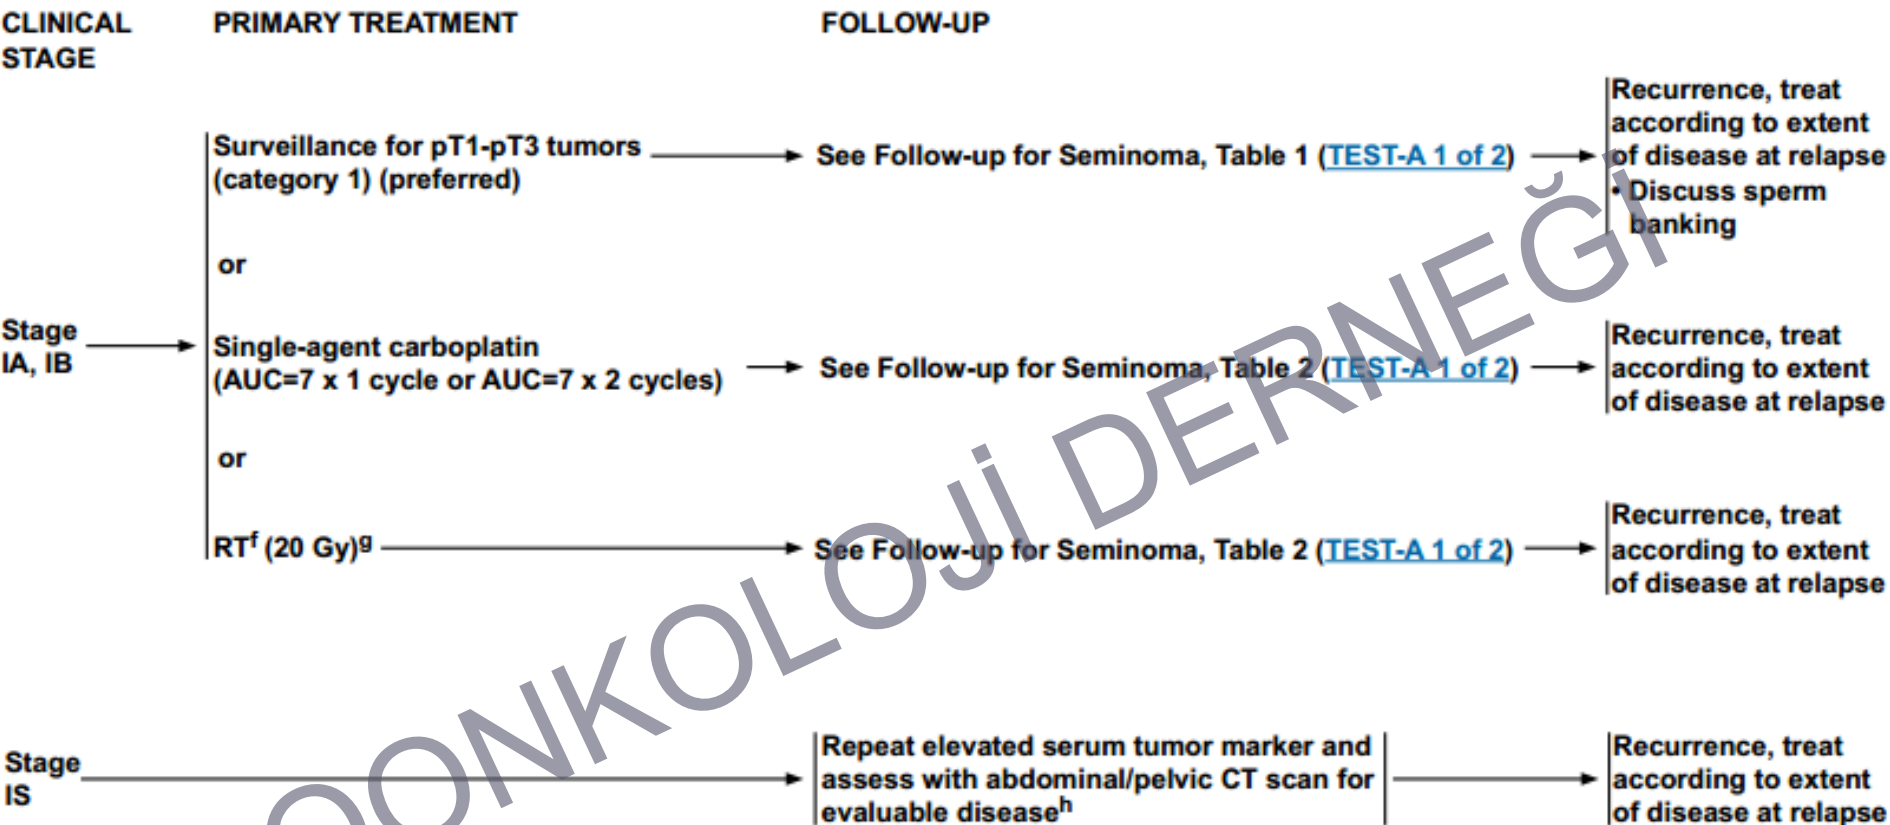 CLINICAL STAGE
PRIMARY TREATMENT
FOLLOW-UP
Stage
IA, IB
Surveillance for pT1-pT3 tumors
(category 1) (preferred)
See Follow-up for Seminoma, Table 1 (TEST-A 1 of 2)
Recurrence, treat
according to extent
of disease at relapse
• Discuss sperm
banking
or
Single-agent carboplatin
(AUC=7 x 1 cycle or AUC=7 x 2 cycles)
See Follow-up for Seminoma, Table 2 (TEST-A 1 of 2)
Recurrence, treat
according to extent
of disease at relapse
or
RTf (20 Gy)g
See Follow-up for Seminoma, Table 2 (TEST-A 1 of 2)
Recurrence, treat
according to extent
of disease at relapse
Stage
IS
Repeat elevated serum tumor marker and
assess with abdominal/pelvic CT scan for
evaluable diseaseh
Recurrence, treat
according to extent
of disease at relapse
OONKOLOJİ DERNEĞİ